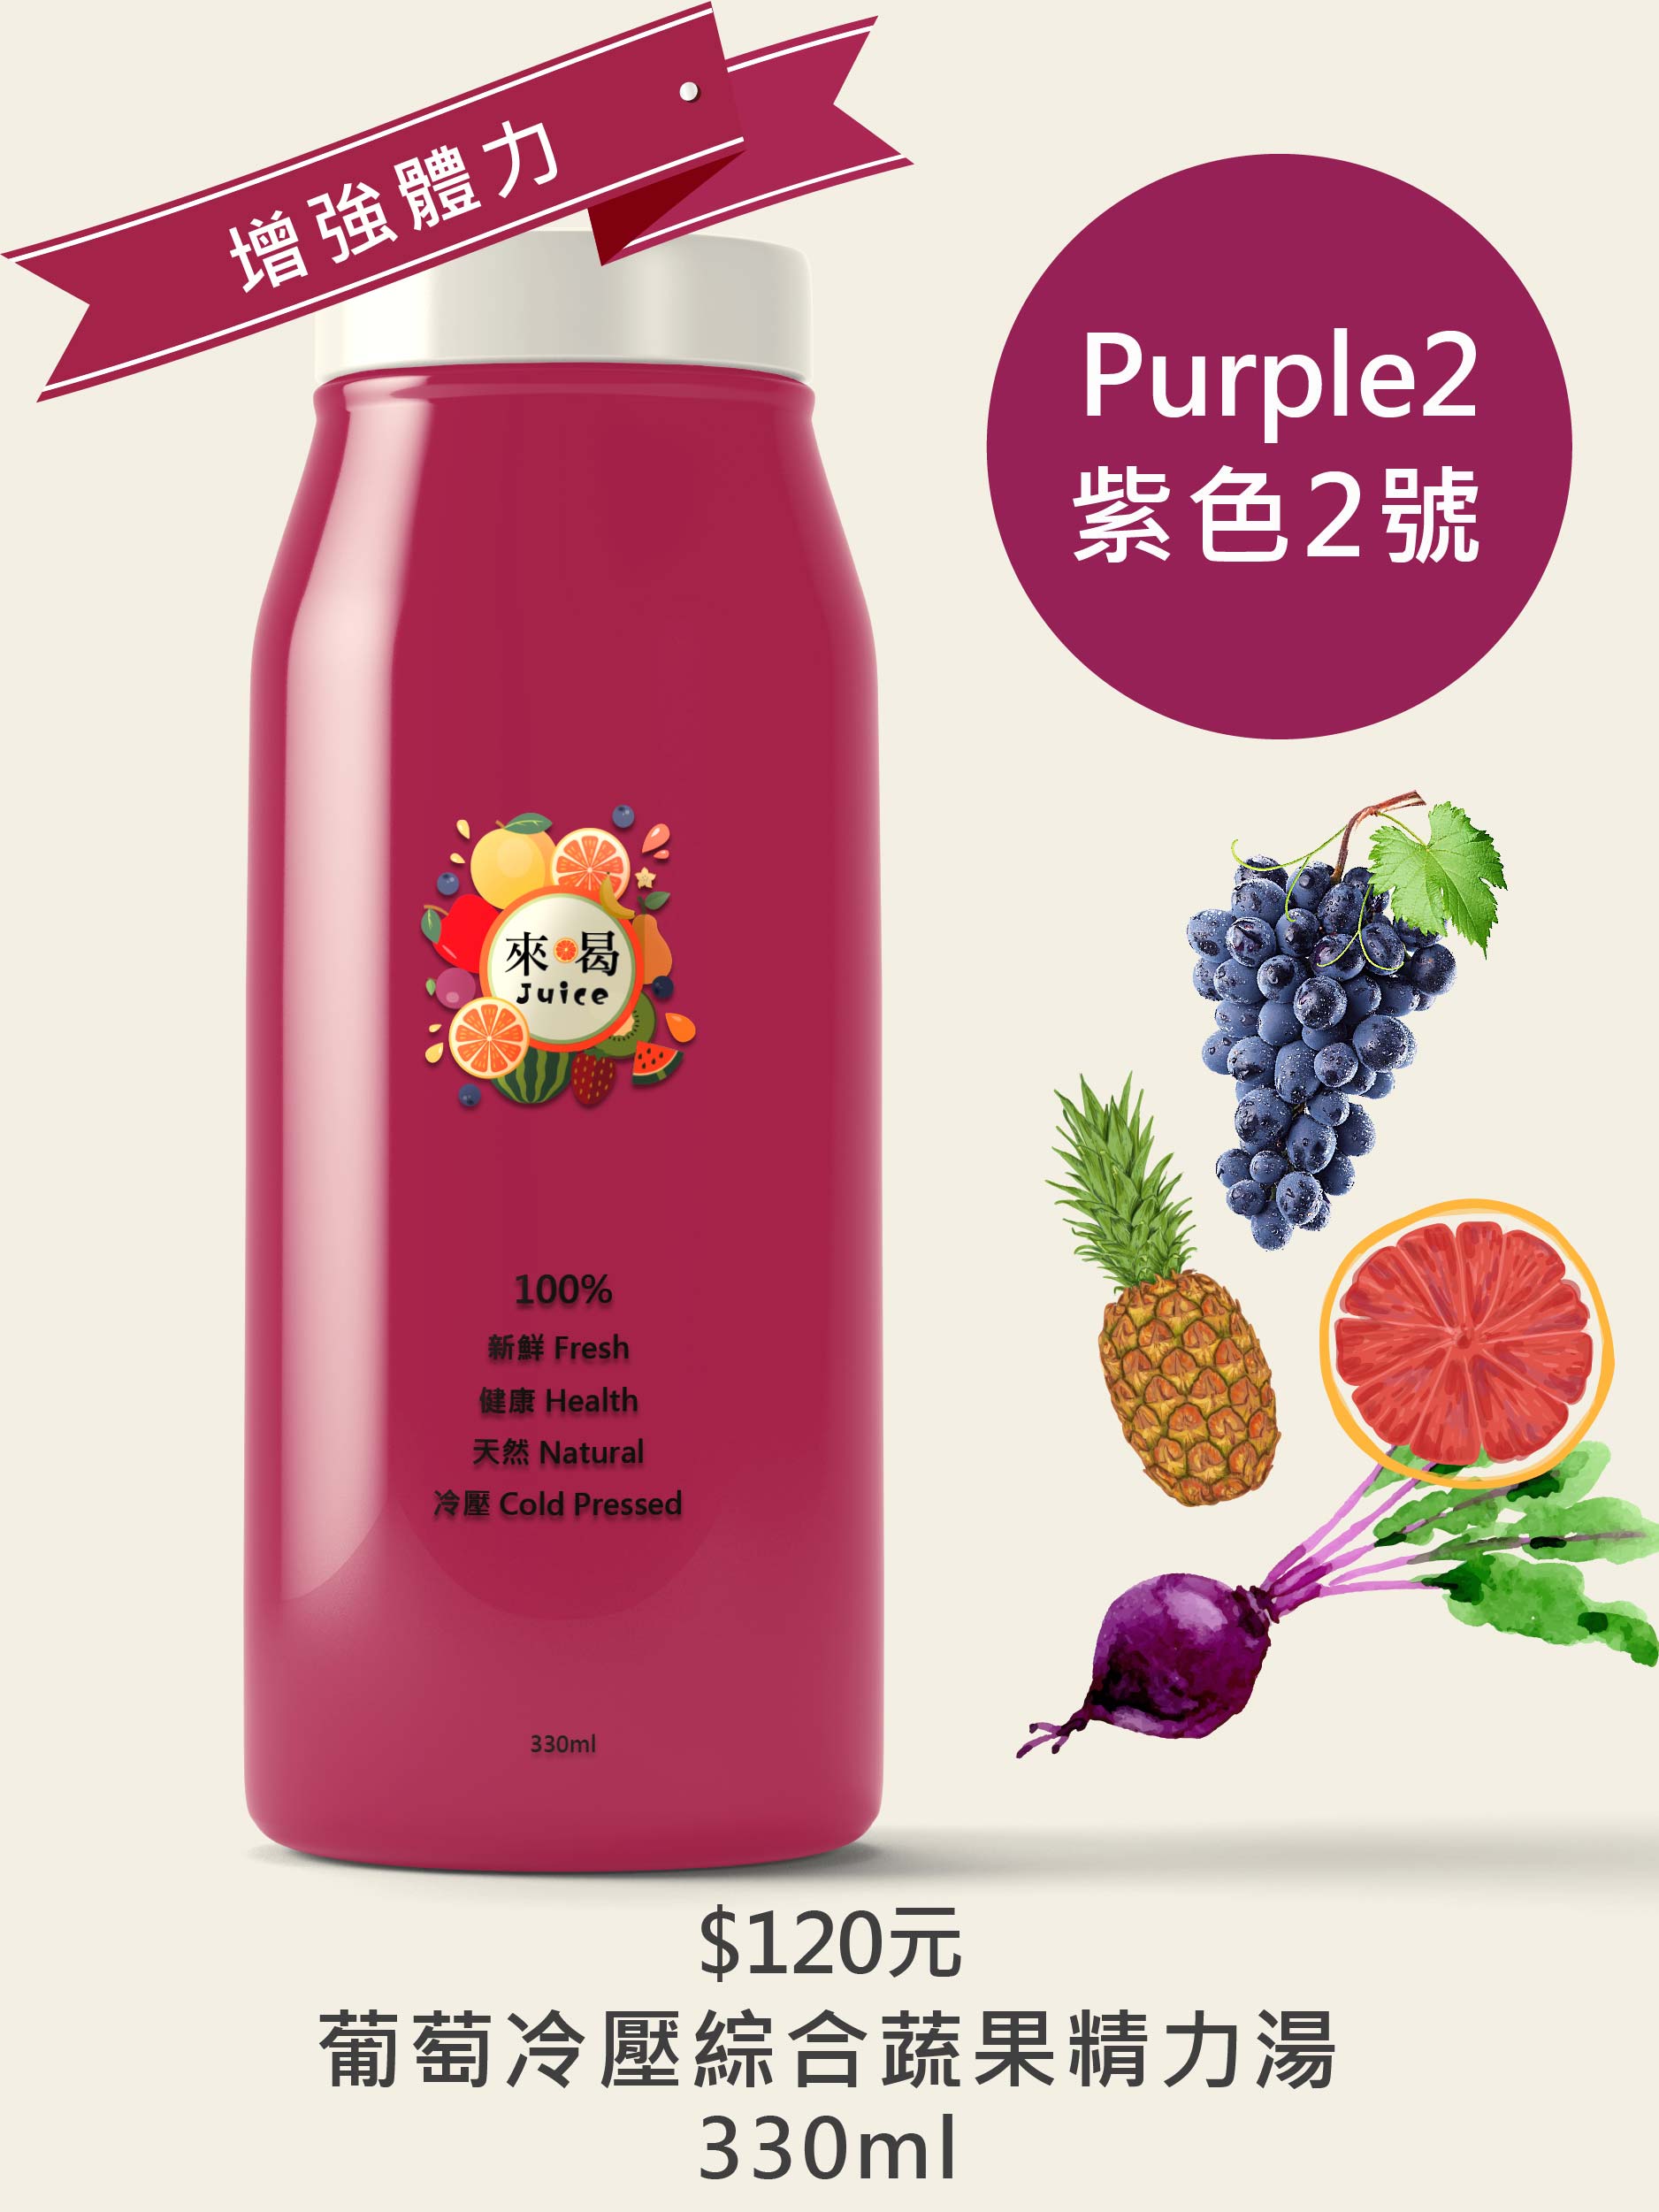 增強體力
Purple2
紫色2號
來曷
Juice
100%
新鮮 Fresh
健康 Health
天然 Natural
冷壓 Cold Pressed
330ml
$120元
葡萄冷壓綜合蔬果精力湯
330ml